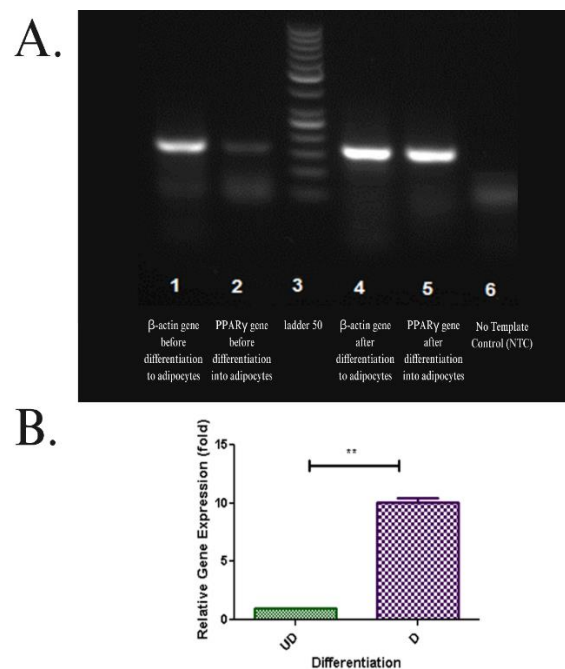 A.
1 2 3 4 5 6
β-actin gene
before
differentiation
to adipocytes
PPARγ gene
before
differentiation
into adipocytes
ladder 50
β-actin gene
after
differentiation
to adipocytes
PPARγ gene
after
differentiation
into adipocytes
No Template
Control (NTC)
B.
Relative Gene Expression (fold)
15
10
5
0
**
UD
D
Differentiation